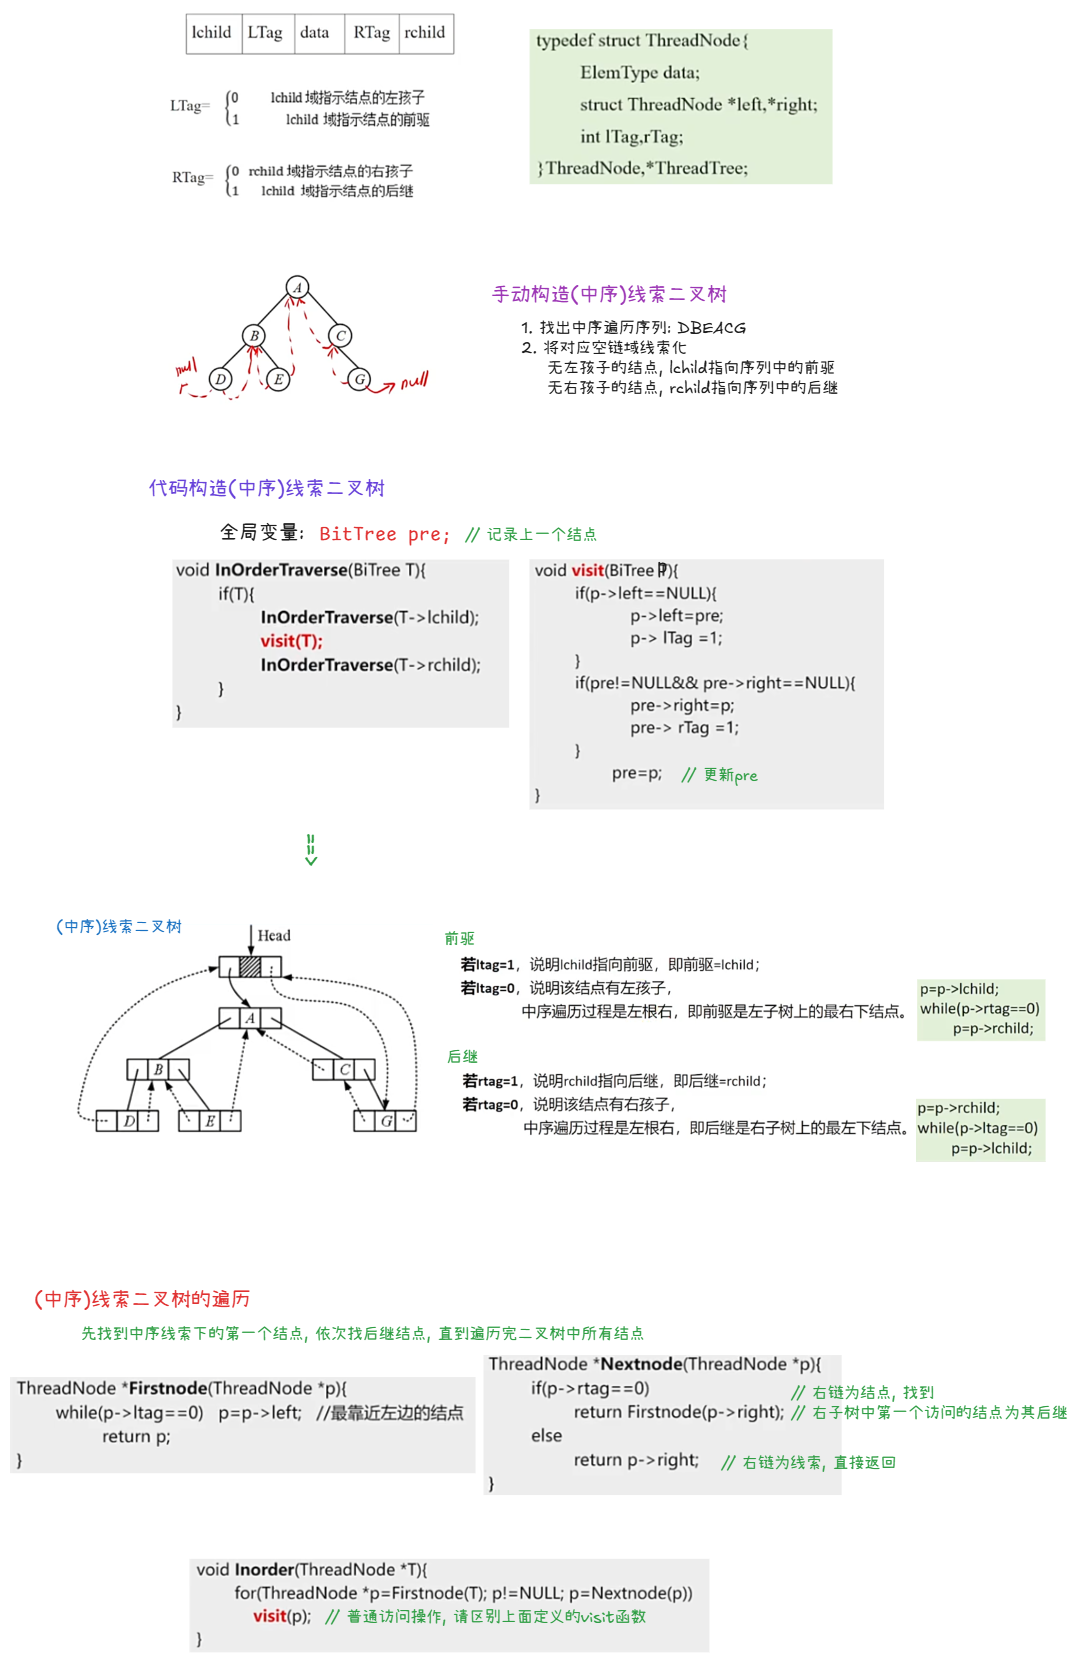 lchild LTag data RTag rchild
typedef struct ThreadNode{
ElemType data;
struct ThreadNode *left,*right;
int lTag,rTag;
}ThreadNode,*ThreadTree;
LTag= {0 lchild 域指示结点的左孩子
1 lchild 域指示结点的前驱
RTag= {0 rchild 域指示结点的右孩子
1 lchild 域指示结点的后继
A
B C
D E G
null
r
null
手动构造(中序)线索二叉树
1. 找出中序遍历序列: DBEACG
2. 将对应空链域线索化
无左孩子的结点, lchild指向序列中的前驱
无右孩子的结点, rchild指向序列中的后继
代码构造(中序)线索二叉树
全局变量: BitTree pre; // 记录上一个结点
void InOrderTraverse(BiTree T){
if(T){
InOrderTraverse(T->lchild);
visit(T);
InOrderTraverse(T->rchild);
}
}
void visit(BiTree p){
if(p->left==NULL){
p->left=pre;
p-> lTag =1;
}
if(pre!=NULL&& pre->right==NULL){
pre->right=p;
pre-> rTag =1;
}
pre=p; // 更新pre
}
(中序)线索二叉树
Head
A
B C
D E G
前驱
若ltag=1，说明lchild指向前驱，即前驱=lchild；
若ltag=0，说明该结点有左孩子，
中序遍历过程是左根右，即前驱是左子树上的最右下结点。
p=p->lchild;
while(p->rtag==0)
p=p->rchild;
后继
若rtag=1，说明rchild指向后继，即后继=rchild；
若rtag=0，说明该结点有右孩子，
中序遍历过程是左根右，即后继是右子树上的最左下结点。
p=p->rchild;
while(p->ltag==0)
p=p->lchild;
(中序)线索二叉树的遍历
先找到中序线索下的第一个结点, 依次找后继结点, 直到遍历完二叉树中所有结点
ThreadNode *Firstnode(ThreadNode *p){
while(p->ltag==0) p=p->left; //最靠近左边的结点
return p;
}
ThreadNode *Nextnode(ThreadNode *p){
if(p->rtag==0) // 右链为结点, 找到
return Firstnode(p->right); // 右子树中第一个访问的结点为其后继
else
return p->right; // 右链为线索, 直接返回
}
void Inorder(ThreadNode *T){
for(ThreadNode *p=Firstnode(T); p!=NULL; p=Nextnode(p))
visit(p); // 普通访问操作, 请区别上面定义的visit函数
}